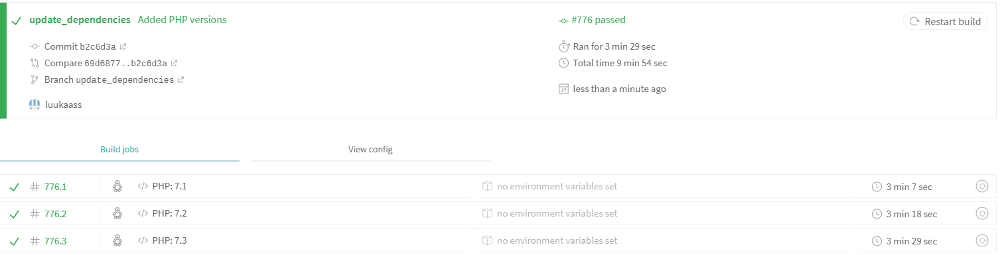 update_dependencies Added PHP versions
#776 passed
Restart build
Commit b2c6d3a
Ran for 3 min 29 sec
Compare 69d6877..b2c6d3a
Total time 9 min 54 sec
Branch update_dependencies
27 less than a minute ago
luukaass
Build jobs
View config
# 776.1 </> PHP: 7.1 no environment variables set 3 min 7 sec
# 776.2 </> PHP: 7.2 no environment variables set 3 min 18 sec
# 776.3 </> PHP: 7.3 no environment variables set 3 min 29 sec